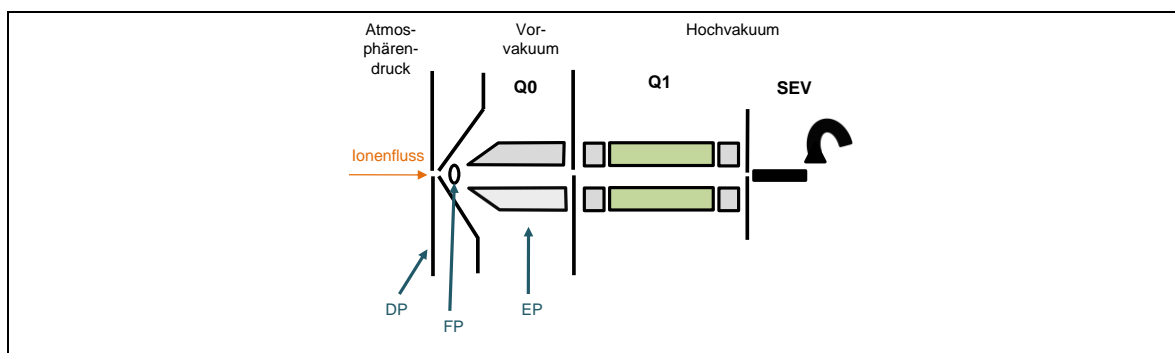 Atmos-
phären-
druck
Vor-
vakuum
Hochvakuum
Q0
Q1
SEV
Ionenfluss
DP
FP
EP